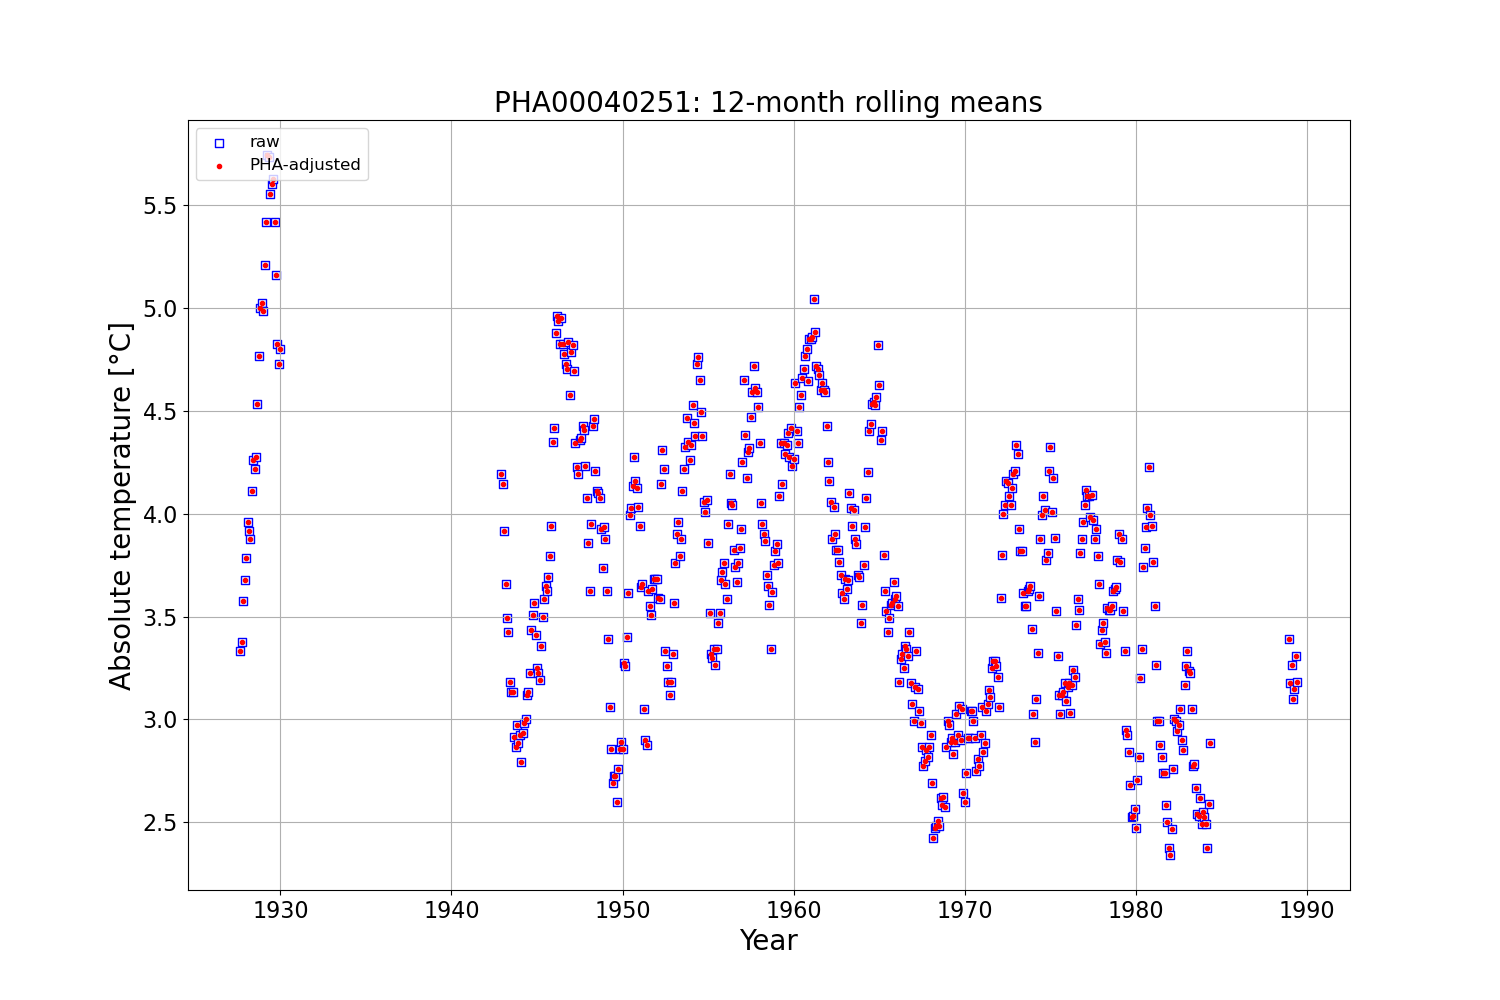 PHA00040251: 12-month rolling means
raw
PHA-adjusted
Absolute temperature [°C]
5.5
5.0
4.5
4.0
3.5
3.0
2.5
1930 1940 1950 1960 1970 1980 1990
Year